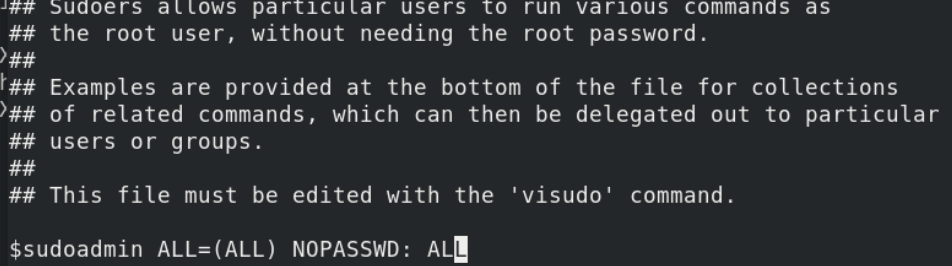 ## Sudoers allows particular users to run various commands as
## the root user, without needing the root password.
##
## Examples are provided at the bottom of the file for collections
## of related commands, which can then be delegated out to particular
## users or groups.
##
## This file must be edited with the 'visudo' command.
$sudoadmin ALL=(ALL) NOPASSWD: ALL